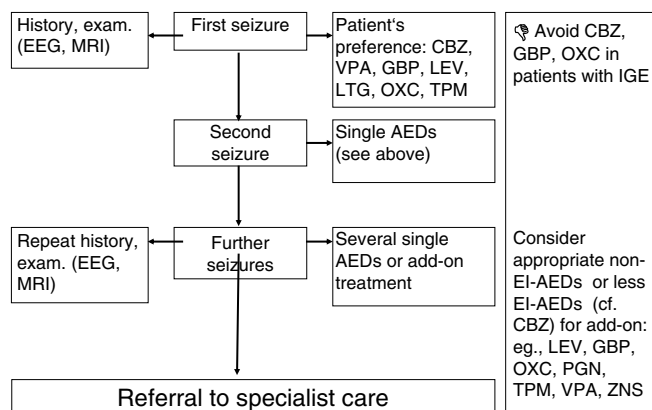 History, exam.
(EEG, MRI)
First seizure
Patient‘s
preference: CBZ,
VPA, GBP, LEV,
LTG, OXC, TPM
👎 Avoid CBZ,
GBP, OXC in
patients with IGE
Second
seizure
Single AEDs
(see above)
Repeat history,
exam. (EEG,
MRI)
Further
seizures
Several single
AEDs or add-on
treatment
Consider
appropriate non-
EI-AEDs or less
EI-AEDs (cf.
CBZ) for add-on:
eg., LEV, GBP,
OXC, PGN,
TPM, VPA, ZNS
Referral to specialist care